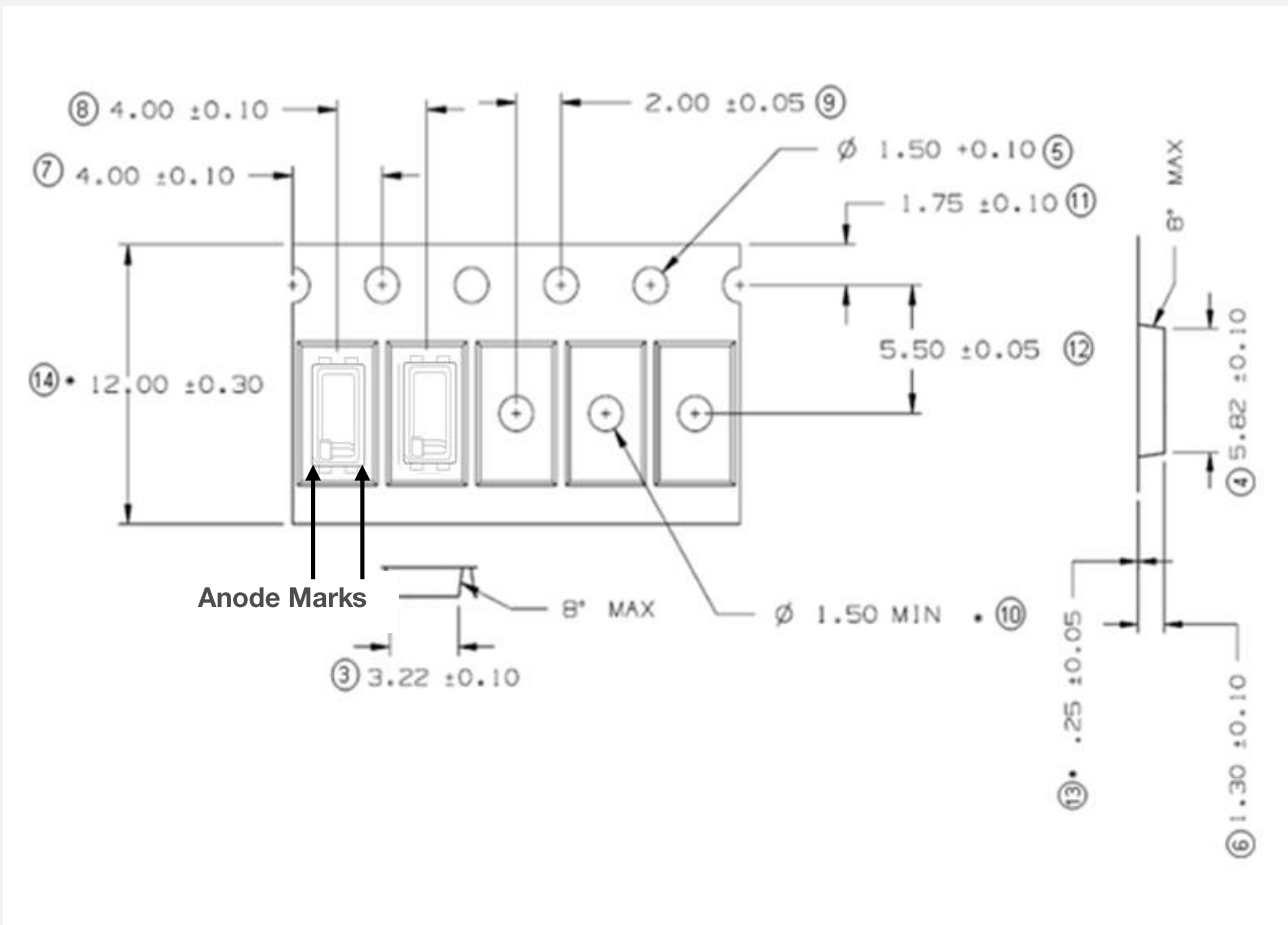 ⑧ 4.00 ±0.10
2.00 ±0.05 ⑨
⑦ 4.00 ±0.10
Ø 1.50 +0.10 ⑤
1.75 ±0.10 ⑪
8° MAX
⑭• 12.00 ±0.30
5.50 ±0.05 ⑫
④ 5.82 ±0.10
Anode Marks
8° MAX
Ø 1.50 MIN • ⑩
③ 3.22 ±0.10
⑬• .25 ±0.05
⑥ 1.30 ±0.10